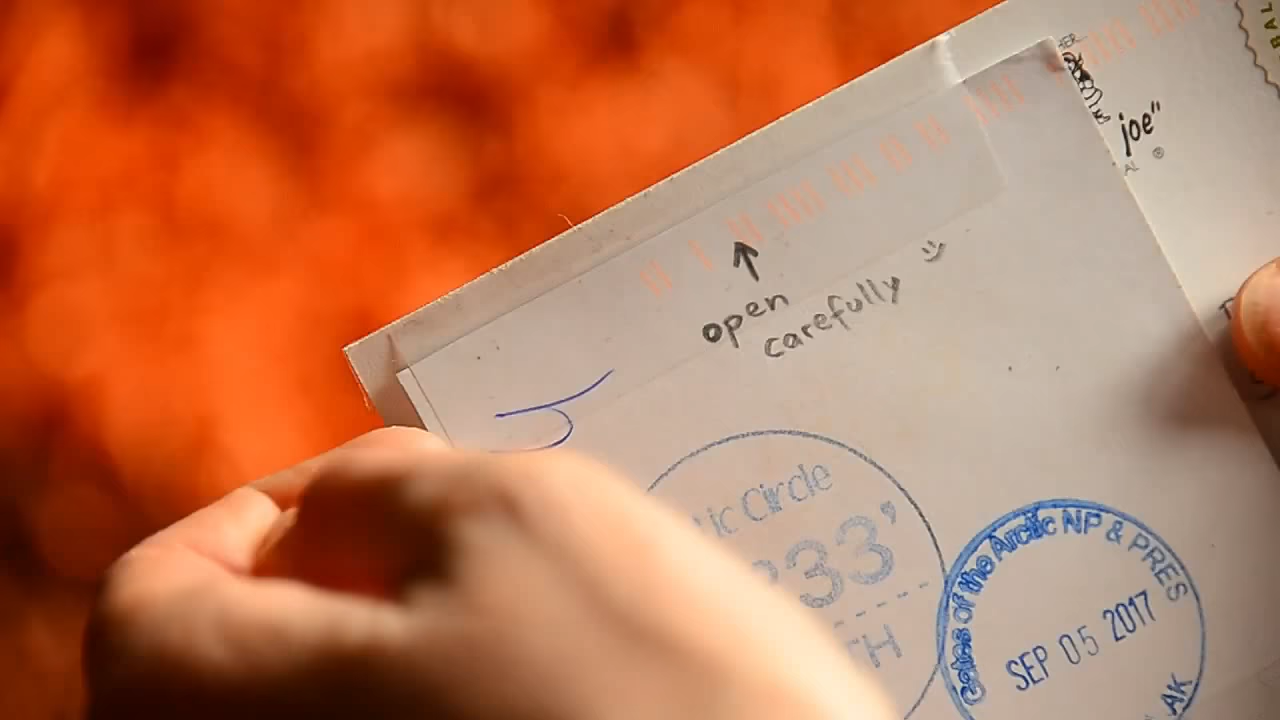 joe"
®
open
carefully
ic Circle
33'
TH
Gates of the Arctic NP & PRES
SEP 05 2017
AK